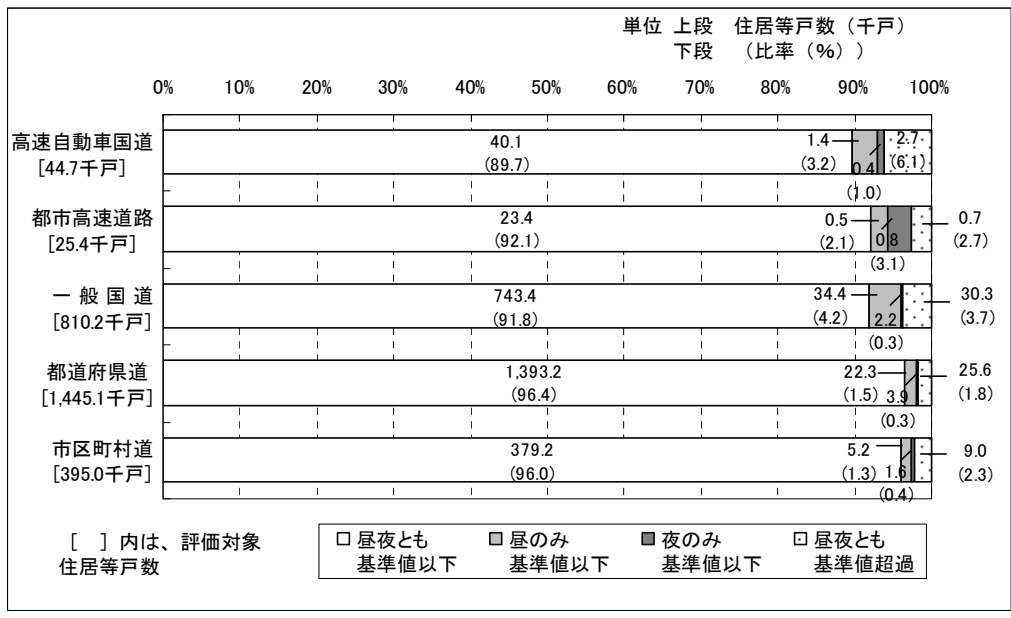 単位 上段 住居等戸数（千戸）
下段 （比率（%））
0% 10% 20% 30% 40% 50% 60% 70% 80% 90% 100%
高速自動車国道
[44.7千戸]
40.1
(89.7)
1.4
(3.2)
0.4
(1.0)
2.7
(6.1)
都市高速道路
[25.4千戸]
23.4
(92.1)
0.5
(2.1)
0.8
(3.1)
0.7
(2.7)
一般国道
[810.2千戸]
743.4
(91.8)
34.4
(4.2)
2.2
(0.3)
30.3
(3.7)
都道府県道
[1,445.1千戸]
1,393.2
(96.4)
22.3
(1.5)
3.9
(0.3)
25.6
(1.8)
市区町村道
[395.0千戸]
379.2
(96.0)
5.2
(1.3)
1.6
(0.4)
9.0
(2.3)
[ ]内は、評価対象
住居等戸数
昼夜とも
基準値以下
昼のみ
基準値以下
夜のみ
基準値以下
昼夜とも
基準値超過